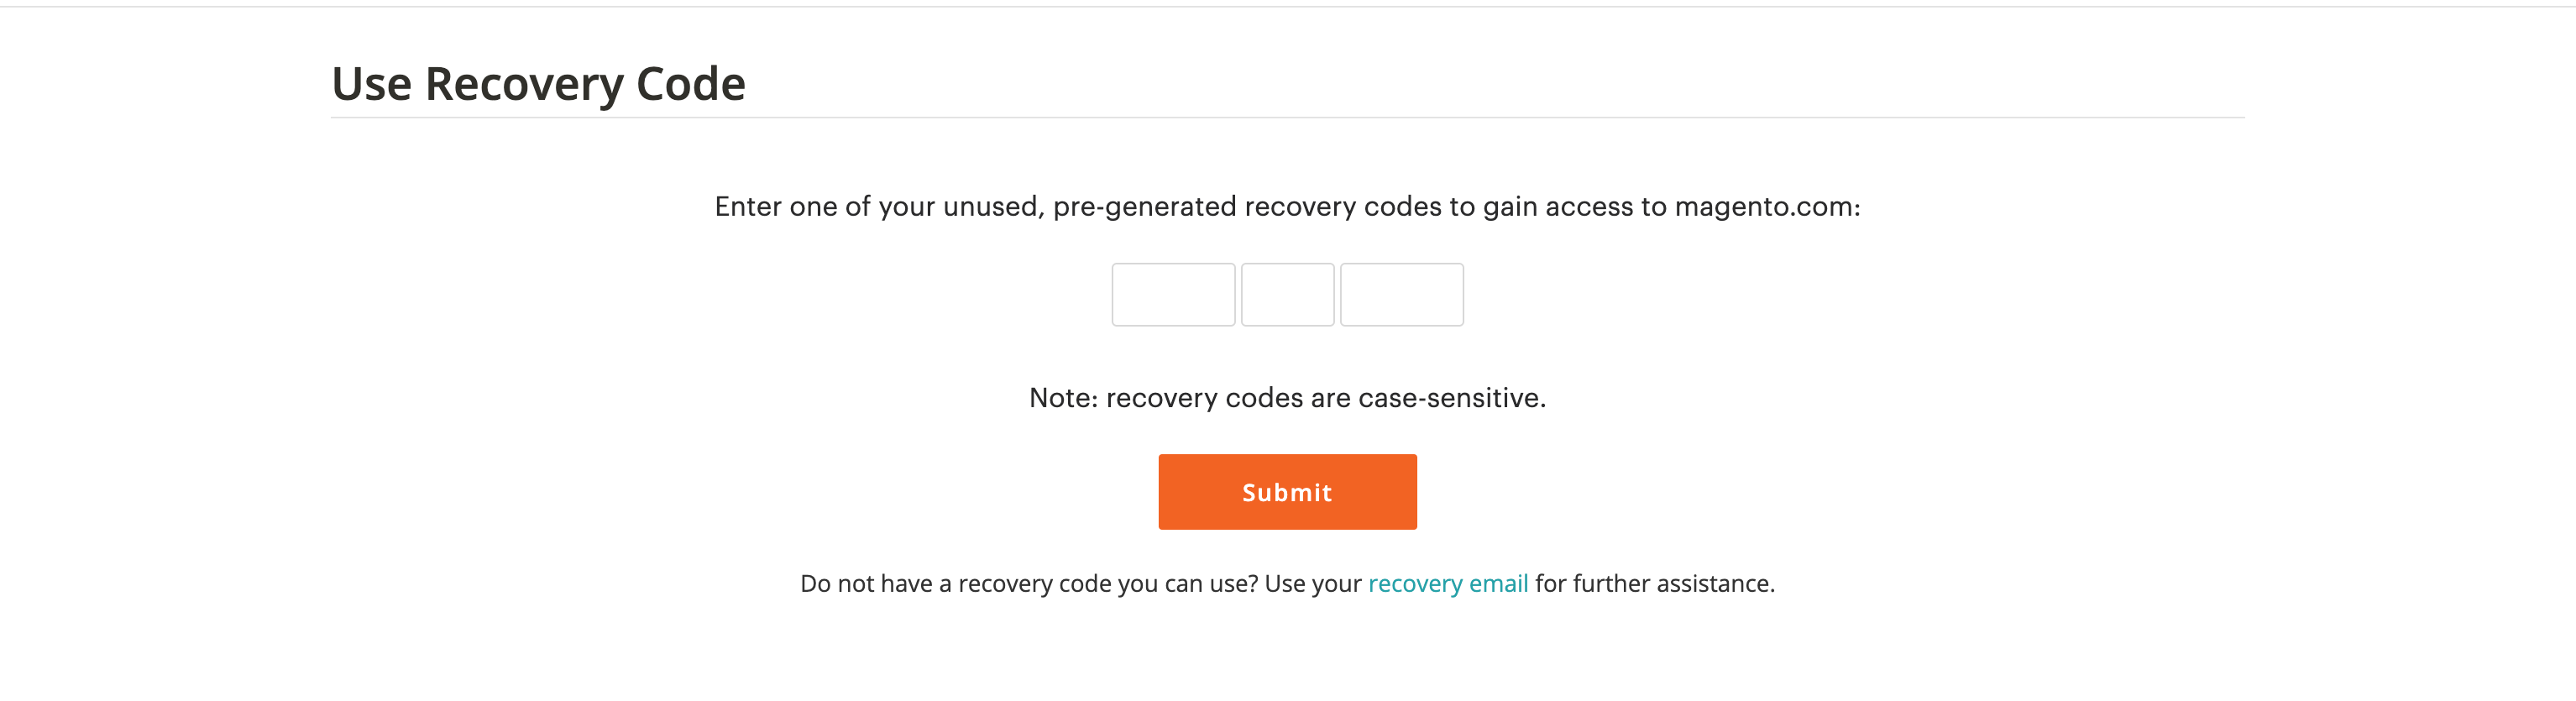 Use Recovery Code
Enter one of your unused, pre-generated recovery codes to gain access to magento.com:
Note: recovery codes are case-sensitive.
Submit
Do not have a recovery code you can use? Use your recovery email for further assistance.